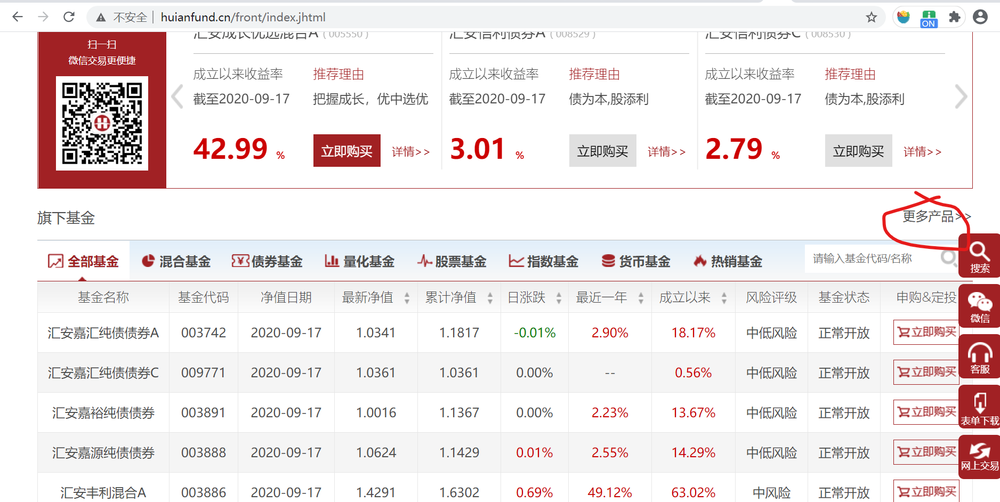 不安全 huianfund.cn/front/index.jhtml
ON
扫一扫
微信交易更便捷
汇安成长优选混合A ( 005550 )
成立以来收益率 推荐理由
截至2020-09-17 把握成长，优中选优
42.99 % 立即购买 详情>>
汇安信利债券A ( 008529 )
成立以来收益率 推荐理由
截至2020-09-17 债为本,股添利
3.01 % 立即购买 详情>>
汇安信利债券C ( 008530 )
成立以来收益率 推荐理由
截至2020-09-17 债为本,股添利
2.79 % 立即购买 详情>>
旗下基金 更多产品>>
全部基金 混合基金 债券基金 量化基金 股票基金 指数基金 货币基金 热销基金 请输入基金代码/名称
基金名称 基金代码 净值日期 最新净值 累计净值 日涨跌 最近一年 成立以来 风险评级 基金状态 申购&定投
汇安嘉汇纯债债券A 003742 2020-09-17 1.0341 1.1817 -0.01% 2.90% 18.17% 中低风险 正常开放 立即购买
汇安嘉汇纯债债券C 009771 2020-09-17 1.0361 1.0361 0.00% -- 0.56% 中低风险 正常开放 立即购买
汇安嘉裕纯债债券 003891 2020-09-17 1.0016 1.1367 0.00% 2.23% 13.67% 中低风险 正常开放 立即购买
汇安嘉源纯债债券 003888 2020-09-17 1.0624 1.1429 0.01% 2.55% 14.29% 中低风险 正常开放 立即购买
汇安丰利混合A 003886 2020-09-17 1.4291 1.6302 0.69% 49.12% 63.02% 中风险 正常开放 立即购买
搜索
微信
客服
表单下载
网上交易